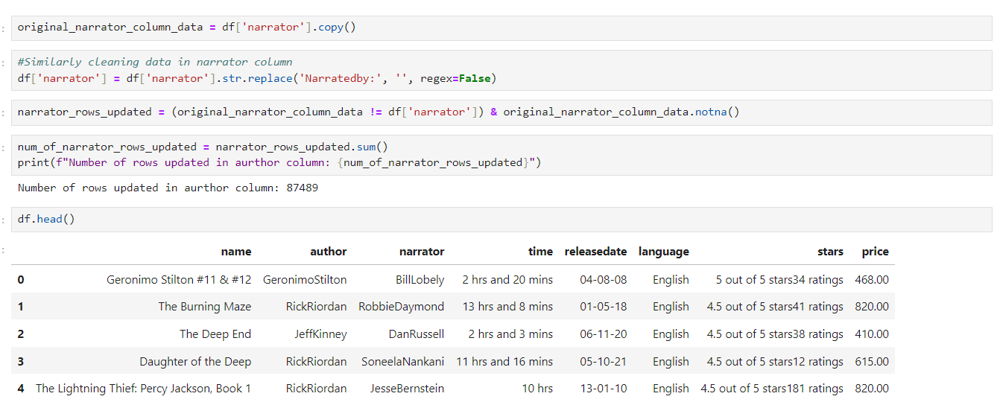 original_narrator_column_data = df['narrator'].copy()
#Similarly cleaning data in narrator column
df['narrator'] = df['narrator'].str.replace('Narratedby:', '', regex=False)
narrator_rows_updated = (original_narrator_column_data != df['narrator']) & original_narrator_column_data.notna()
num_of_narrator_rows_updated = narrator_rows_updated.sum()
print(f"Number of rows updated in aurthor column: {num_of_narrator_rows_updated}")
Number of rows updated in aurthor column: 87489
df.head()
name author narrator time releasedate language stars price
0 Geronimo Stilton #11 & #12 GeronimoStilton BillLobely 2 hrs and 20 mins 04-08-08 English 5 out of 5 stars34 ratings 468.00
1 The Burning Maze RickRiordan RobbieDaymond 13 hrs and 8 mins 01-05-18 English 4.5 out of 5 stars41 ratings 820.00
2 The Deep End JeffKinney DanRussell 2 hrs and 3 mins 06-11-20 English 4.5 out of 5 stars38 ratings 410.00
3 Daughter of the Deep RickRiordan SoneelaNankani 11 hrs and 16 mins 05-10-21 English 4.5 out of 5 stars12 ratings 615.00
4 The Lightning Thief: Percy Jackson, Book 1 RickRiordan JesseBernstein 10 hrs 13-01-10 English 4.5 out of 5 stars181 ratings 820.00